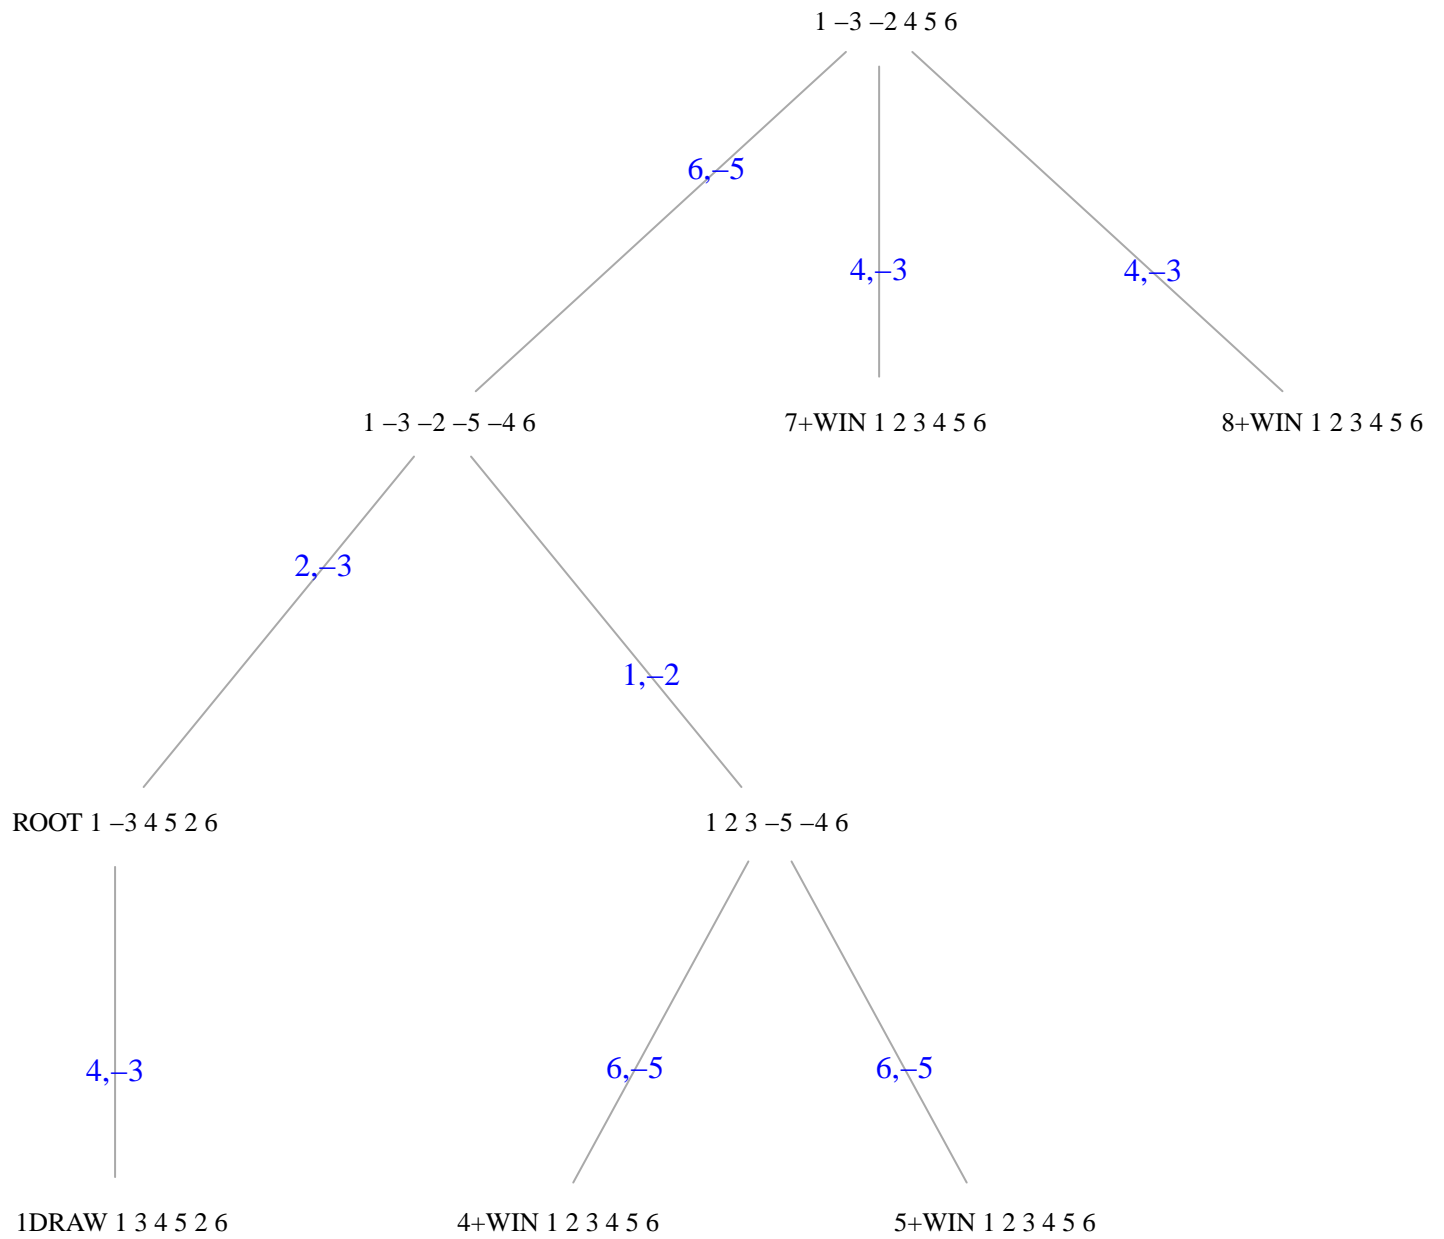 1 –3 –2 4 5 6
6,–5
4,–3
4,–3
1 –3 –2 –5 –4 6
7+WIN 1 2 3 4 5 6
8+WIN 1 2 3 4 5 6
2,–3
1,–2
ROOT 1 –3 4 5 2 6
1 2 3 –5 –4 6
4,–3
6,–5
6,–5
1DRAW 1 3 4 5 2 6
4+WIN 1 2 3 4 5 6
5+WIN 1 2 3 4 5 6